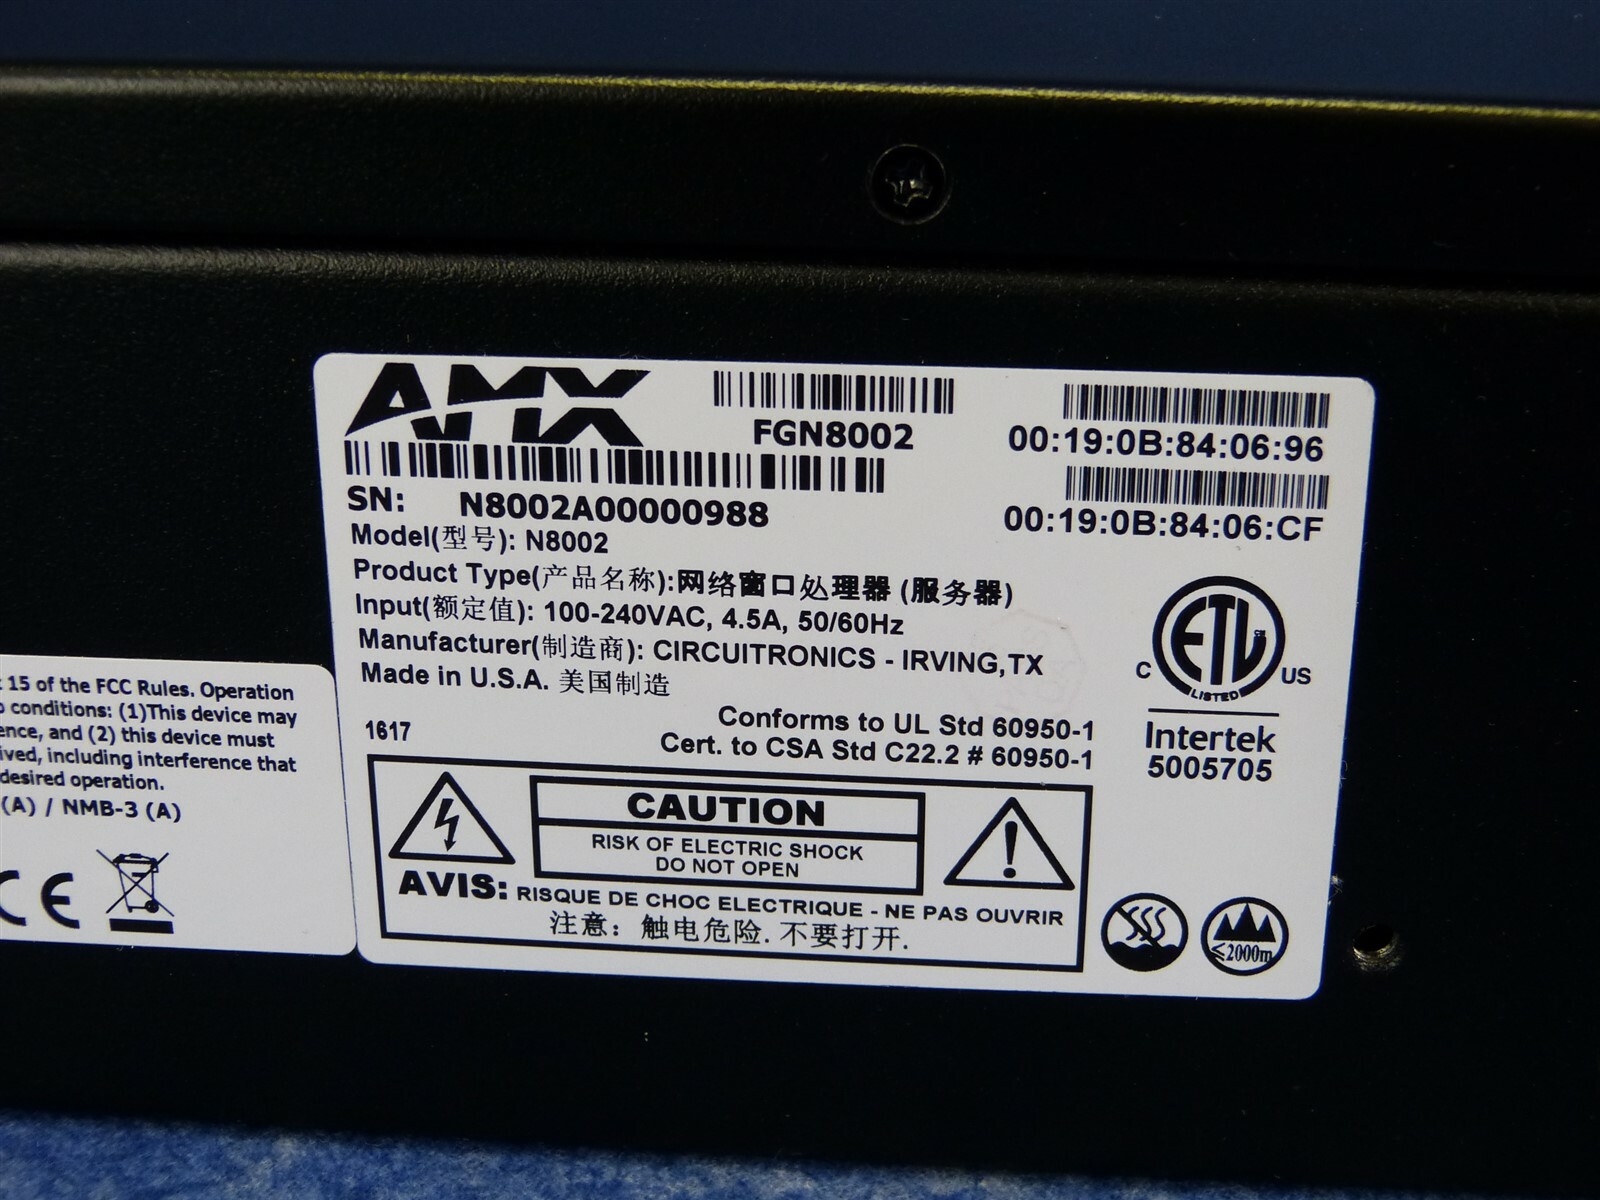 AMX
FGN8002
00:19:0B:84:06:96
SN: N8002A00000988
00:19:0B:84:06:CF
Model(型号): N8002
Product Type(产品名称):网络窗口处理器 (服务器)
Input(额定值): 100-240VAC, 4.5A, 50/60Hz
Manufacturer(制造商): CIRCUITRONICS - IRVING,TX
Made in U.S.A. 美国制造
1617
Conforms to UL Std 60950-1
Cert. to CSA Std C22.2 # 60950-1
ETL
C US
LISTED
Intertek
5005705
CAUTION
RISK OF ELECTRIC SHOCK
DO NOT OPEN
AVIS: RISQUE DE CHOC ELECTRIQUE - NE PAS OUVRIR
注意: 触电危险. 不要打开.
≤2000m
15 of the FCC Rules. Operation
conditions: (1)This device may
and (2) this device must
including interference that
desired operation.
(A) / NMB-3 (A)
CE